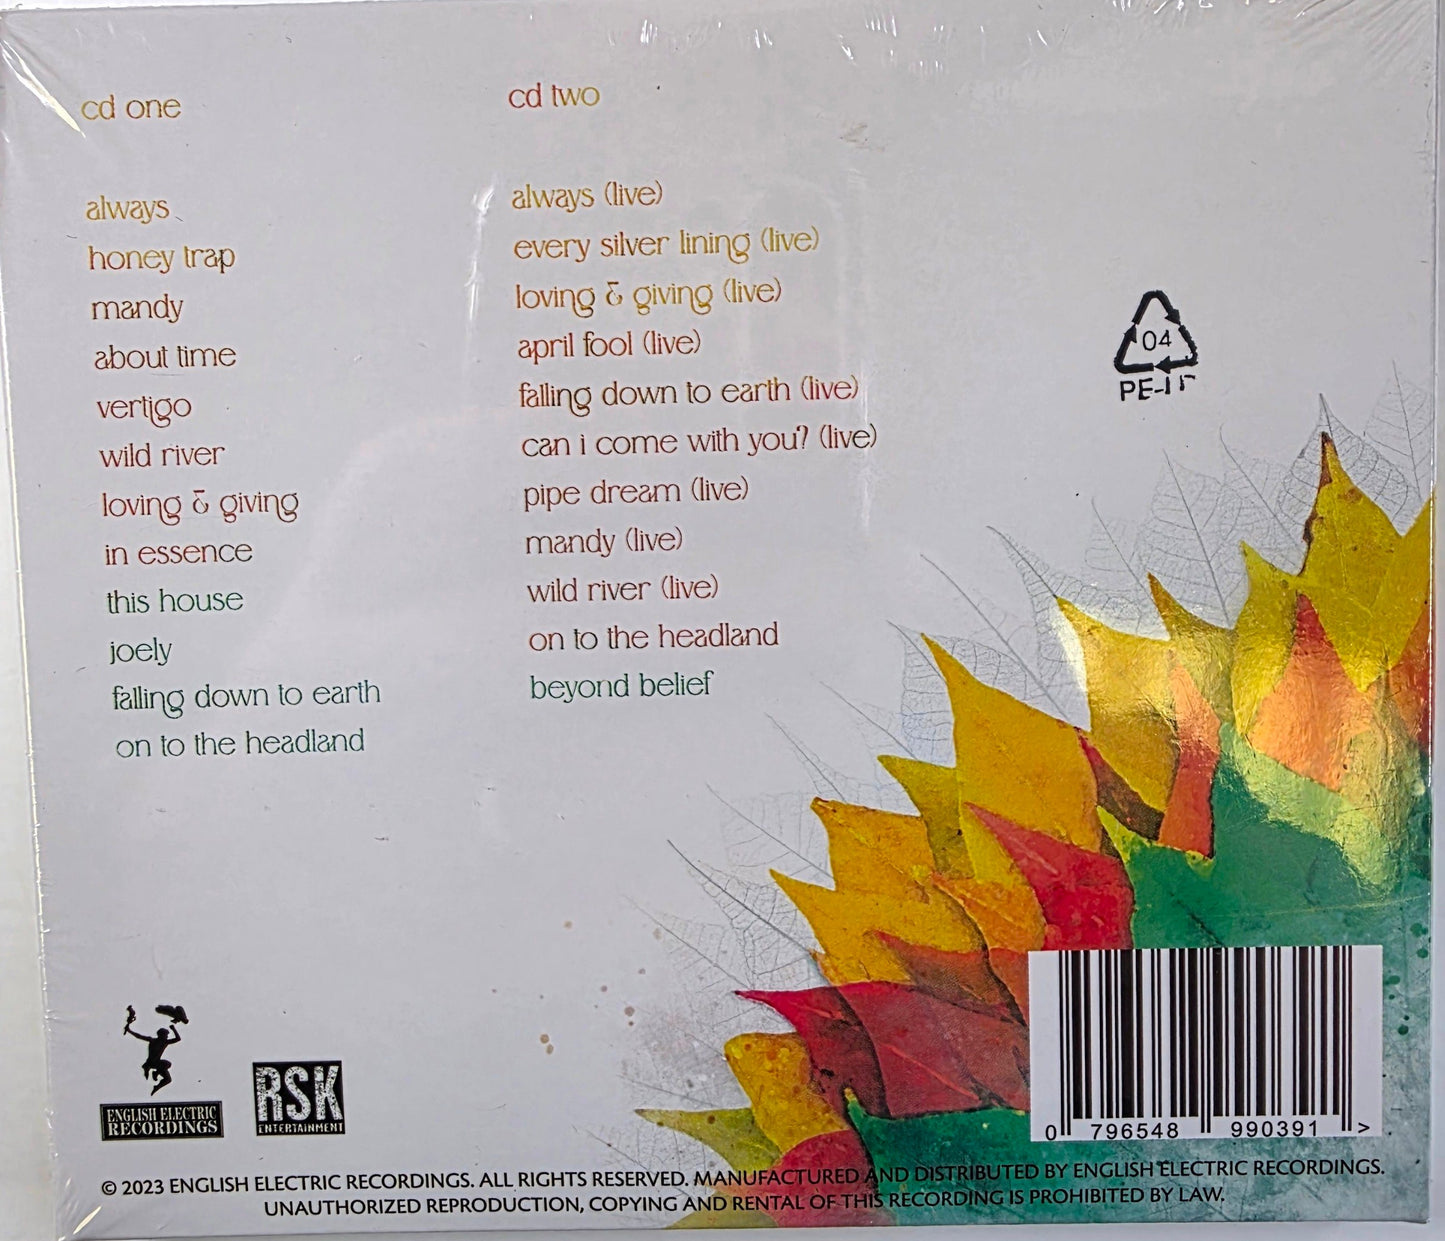 cd one
always
honey trap
mandy
about time
vertigo
wild river
loving & giving
in essence
this house
joely
falling down to earth
on to the headland
cd two
always (live)
every silver lining (live)
loving & giving (live)
april fool (live)
falling down to earth (live)
can i come with you? (live)
pipe dream (live)
mandy (live)
wild river (live)
on to the headland
beyond belief
04
ENGLISH ELECTRIC
RECORDINGS
RSK
ENTERTAINMENT
0 796548 990391 >
© 2023 ENGLISH ELECTRIC RECORDINGS. ALL RIGHTS RESERVED. MANUFACTURED AND DISTRIBUTED BY ENGLISH ELECTRIC RECORDINGS.
UNAUTHORIZED REPRODUCTION, COPYING AND RENTAL OF THIS RECORDING IS PROHIBITED BY LAW.